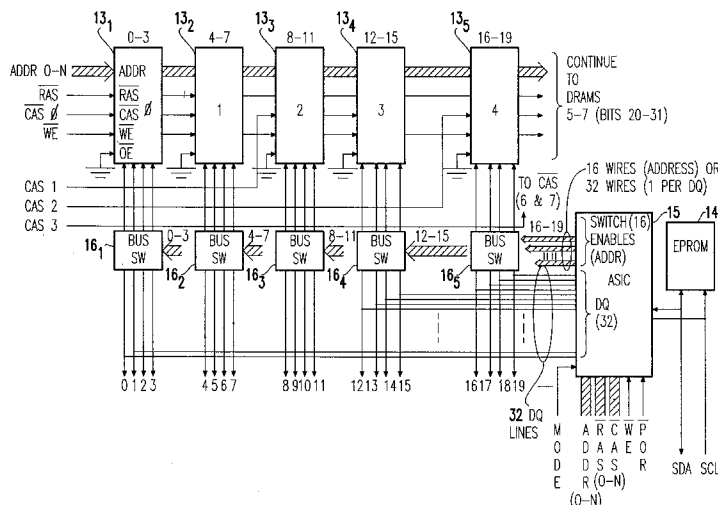 13₁ 13₂ 13₃ 13₄ 13₅
0–3 4–7 8–11 12–15 16–19
ADDR 0–N ADDR
RAS RAS
CAS Ø CAS Ø 1 2 3 4
WE WE
OE
CONTINUE
TO
DRAMS
5–7 (BITS 20–31)
CAS 1
CAS 2
CAS 3
TO CAS
(6 & 7)
16 WIRES (ADDRESS) OR
32 WIRES (1 PER DQ)
0–3 4–7 8–11 12–15 16–19
BUS SW BUS SW BUS SW BUS SW BUS SW
16₁ 16₂ 16₃ 16₄ 16₅
15 14
SWITCH (16)
ENABLES
(ADDR)
ASIC
DQ
(32)
EPROM
0 1 2 3 4 5 6 7 8 9 10 11 12 13 14 15 16 17 18 19
32 DQ
LINES
MODE
ADDR (0–N)
RAS (0–N)
CAS
WE
POR
SDA SCL